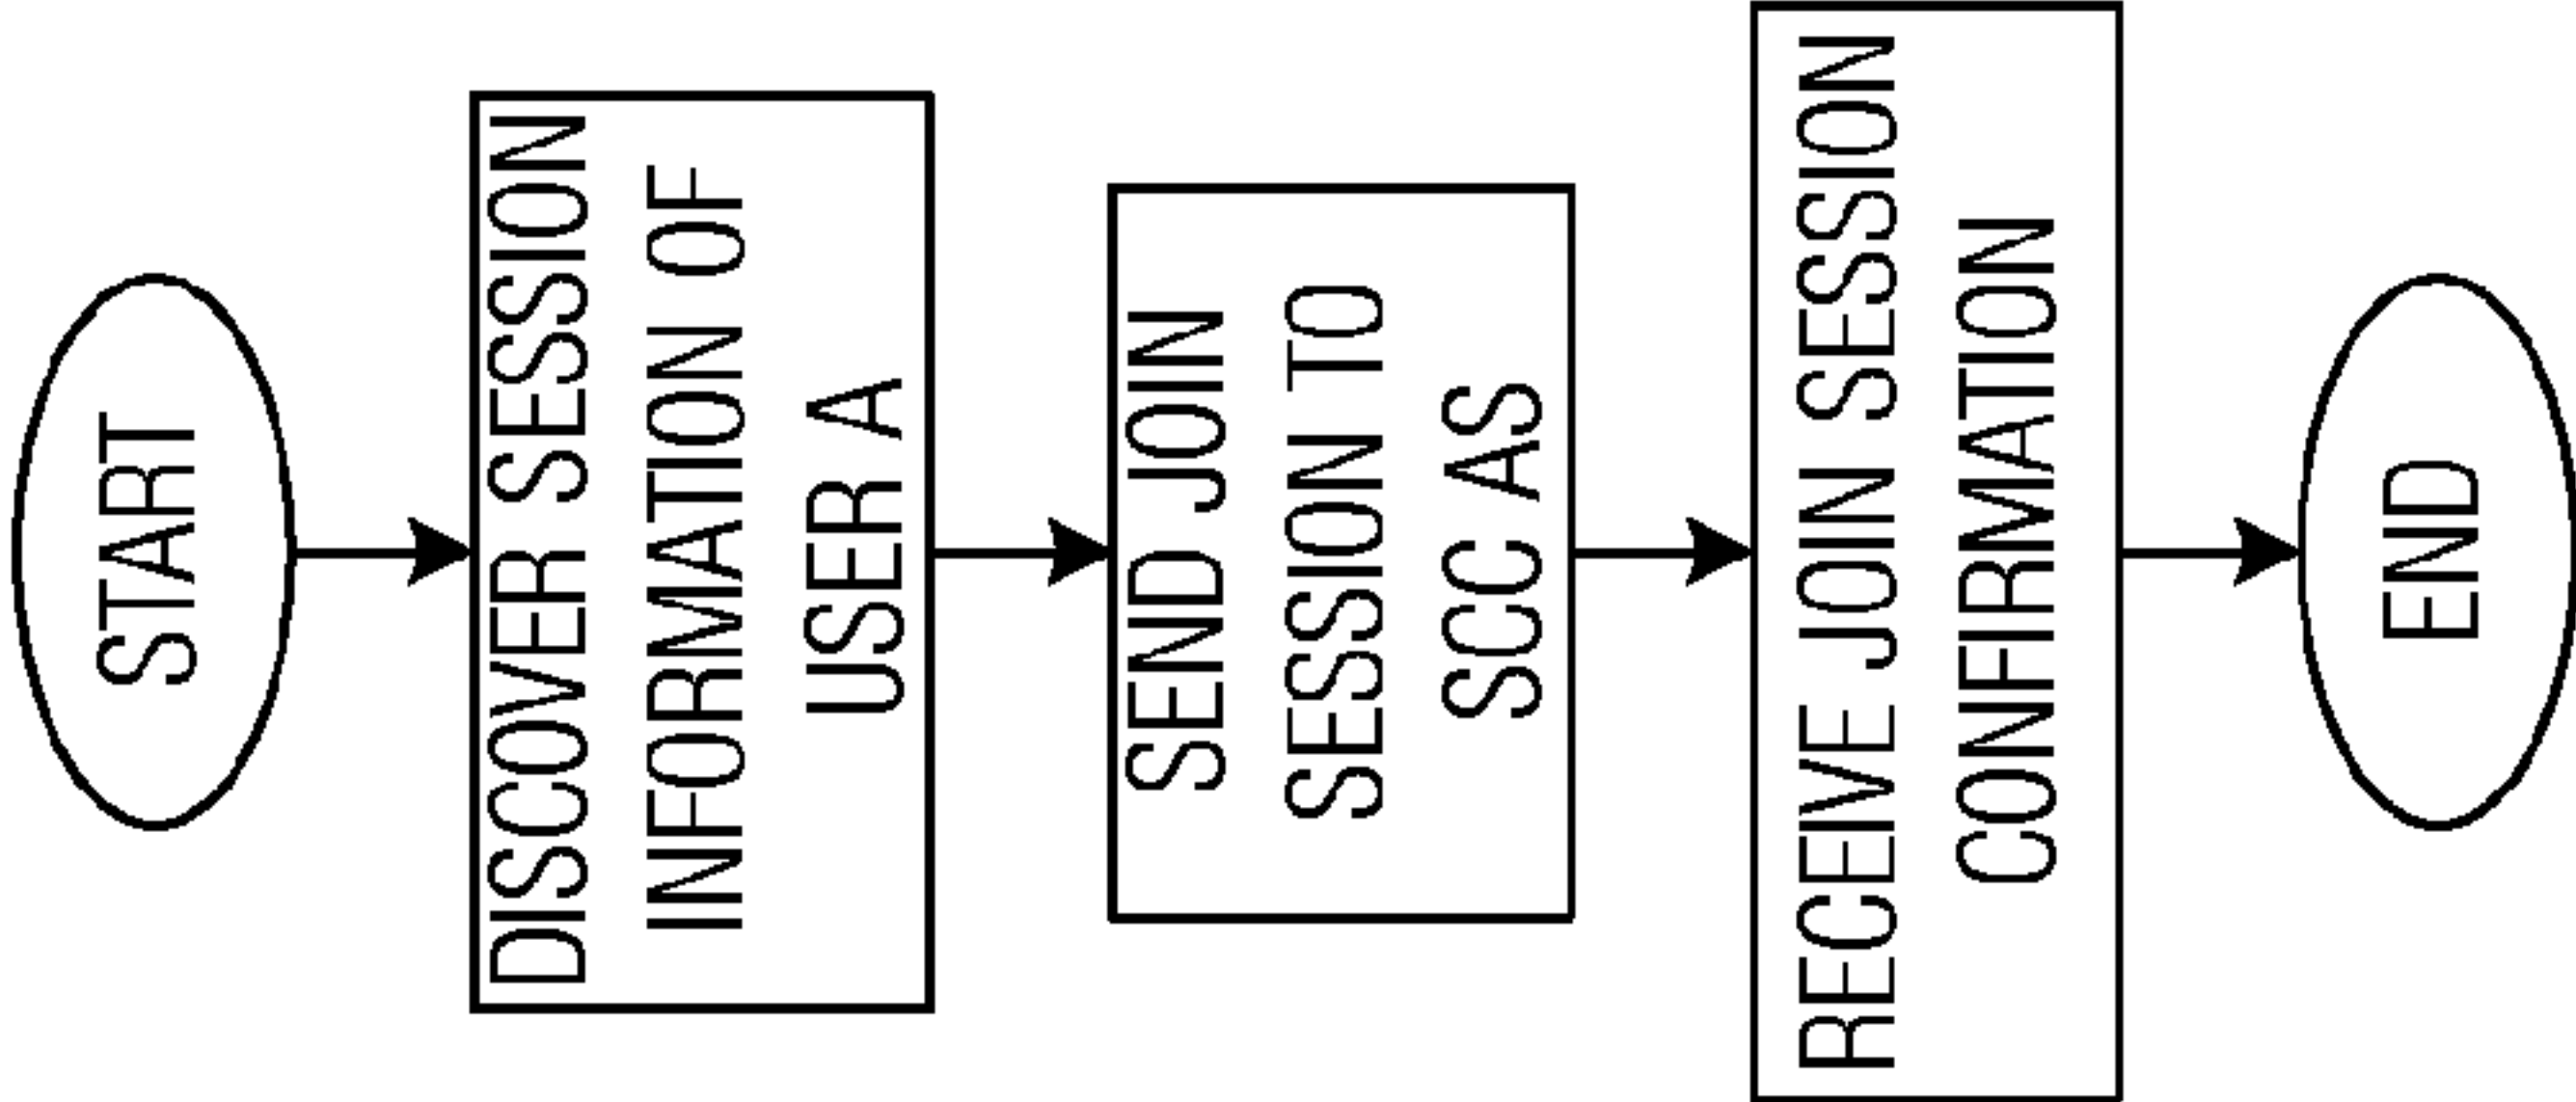 START
DISCOVER SESSION
INFORMATION OF
USER A
SEND JOIN
SESSION TO
SCC AS
RECEIVE JOIN SESSION
CONFIRMATION
END